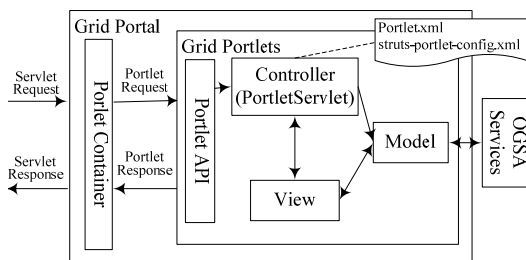 Grid Portal
Portlet.xml
struts-portlet-config.xml
Grid Portlets
Servlet
Request
Portlet
Request
Controller
(PortletServlet)
Porlet Container
Portlet API
Model
OGSA
Services
Servlet
Response
Portlet
Response
View